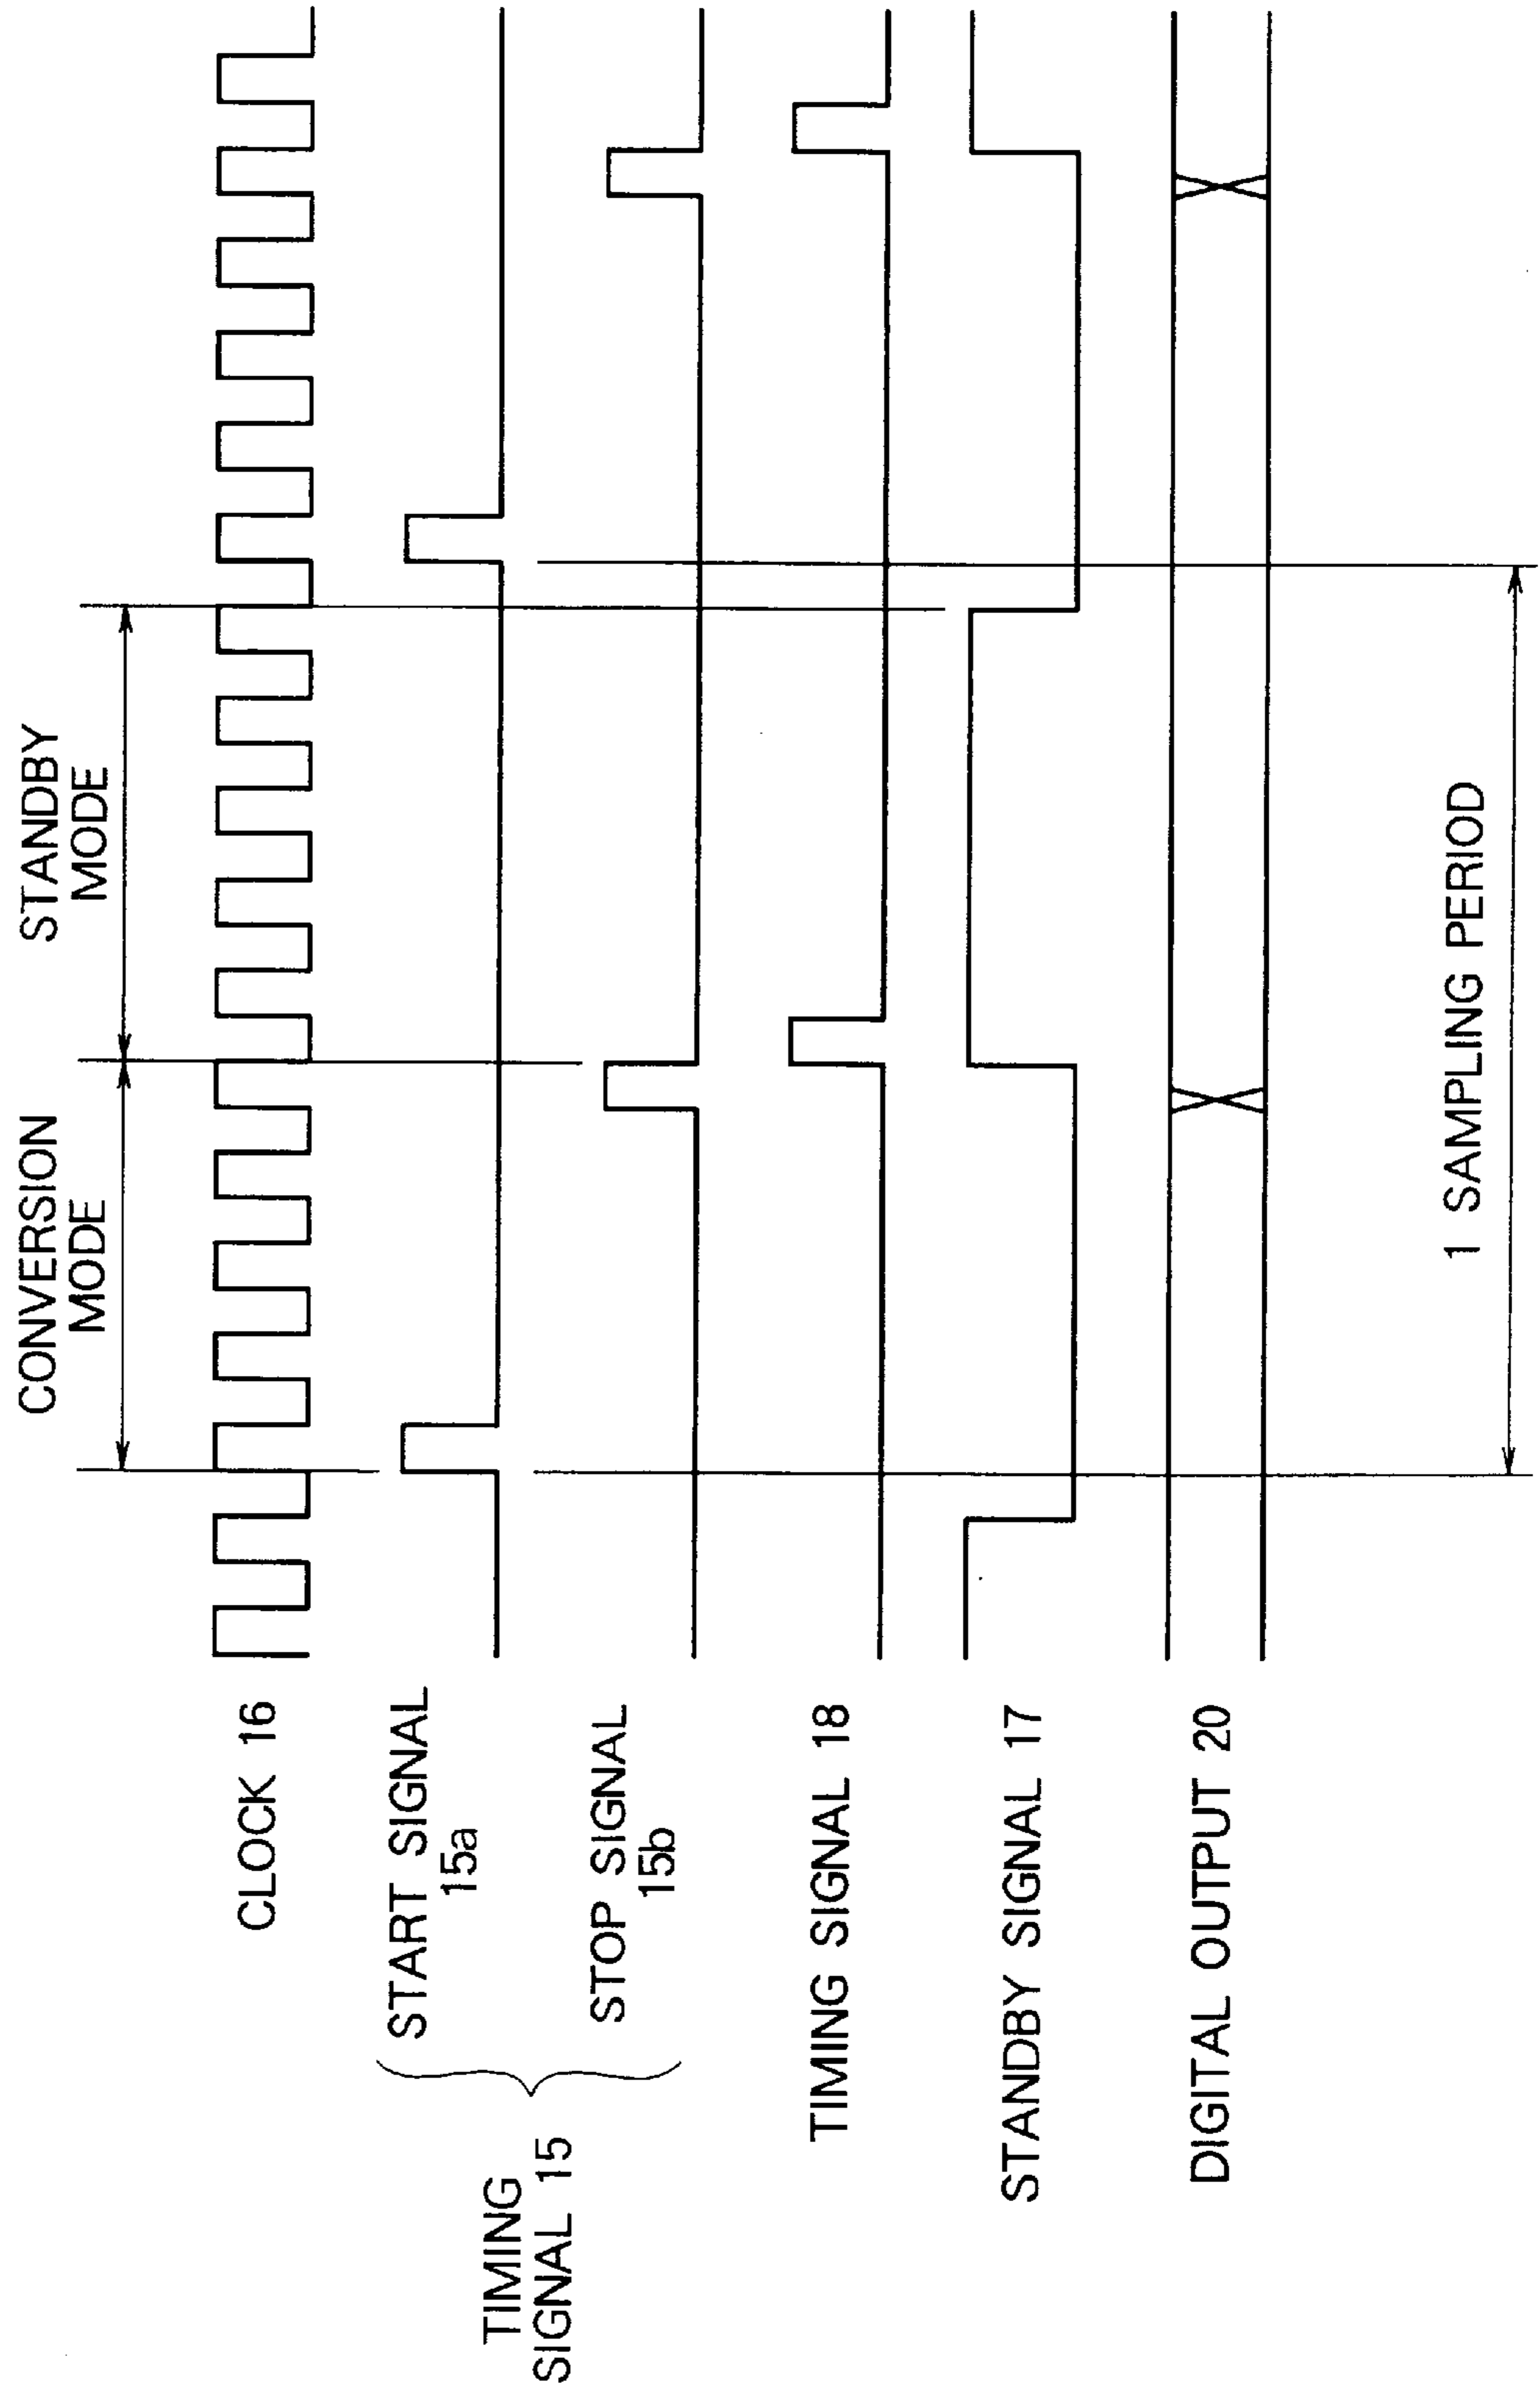 CONVERSION
MODE
STANDBY
MODE
CLOCK 16
TIMING
SIGNAL 15
START SIGNAL
15a
STOP SIGNAL
15b
TIMING SIGNAL 18
STANDBY SIGNAL 17
DIGITAL OUTPUT 20
1 SAMPLING PERIOD